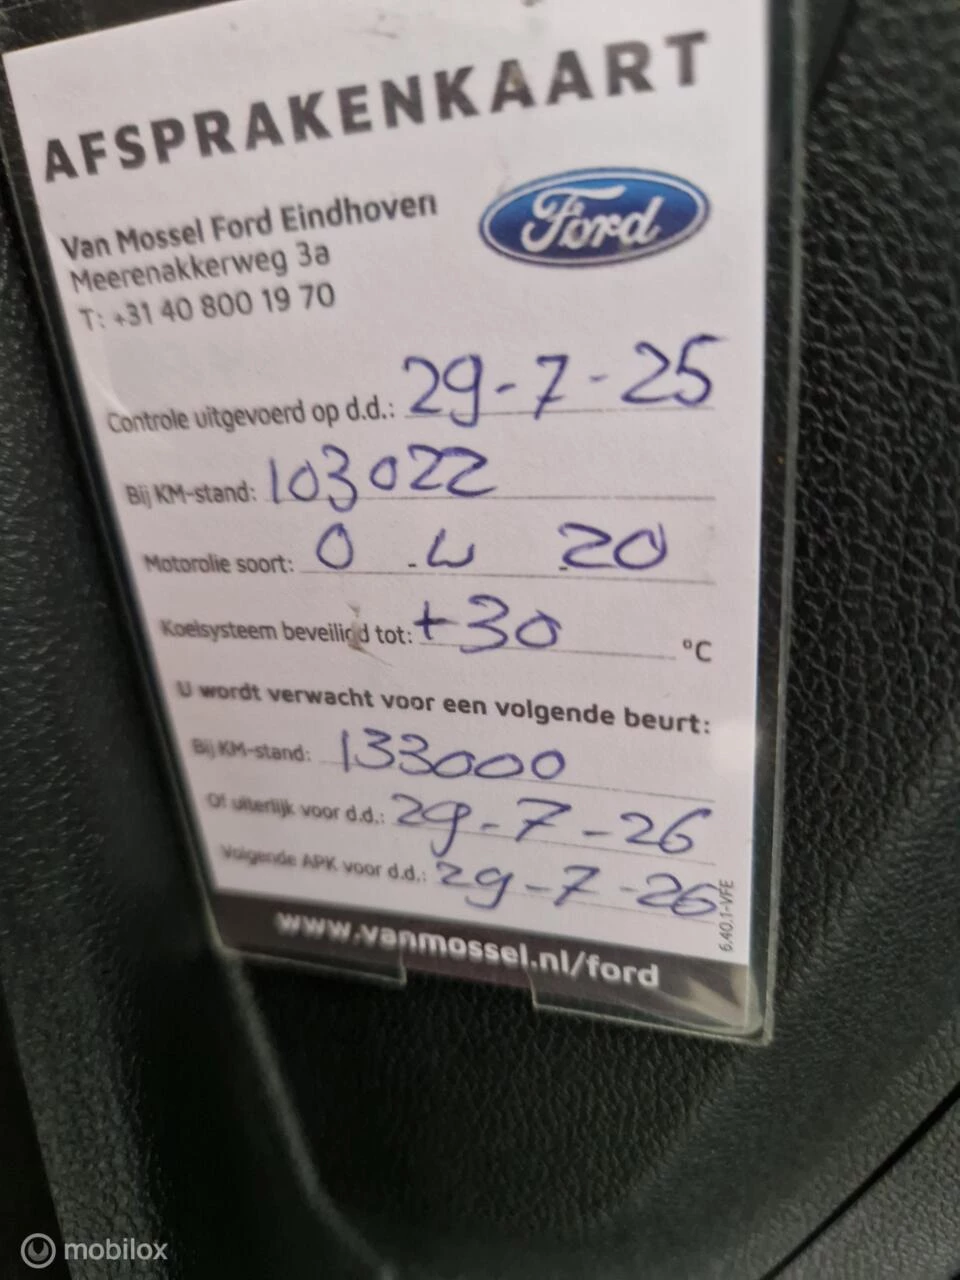 AFSPRAKENKAART
Van Mossel Ford Eindhoven
Meerenakkerweg 3a
T: +31 40 800 19 70
Ford
Controle uitgevoerd op d.d.: 29-7-25
Bij KM-stand: 103022
Motorolie soort: 0 .W 20
Koelsysteem beveiligd tot: +30 °C
U wordt verwacht voor een volgende beurt:
Bij KM-stand: 133000
Of uiterlijk voor d.d.: 29-7-26
Volgende APK voor d.d.: 29-7-26
6.40.1-VFE
www.vanmossel.nl/ford
mobilox